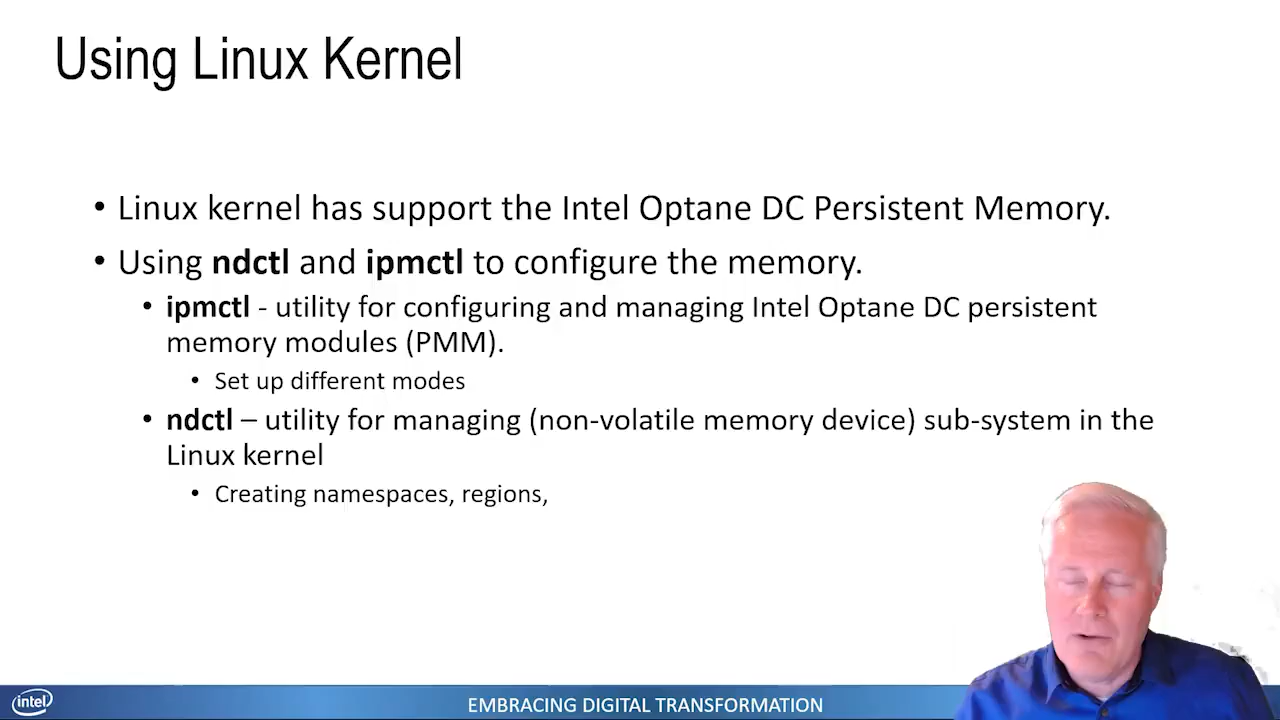 Using Linux Kernel
• Linux kernel has support the Intel Optane DC Persistent Memory.
• Using ndctl and ipmctl to configure the memory.
• ipmctl - utility for configuring and managing Intel Optane DC persistent
memory modules (PMM).
• Set up different modes
• ndctl – utility for managing (non-volatile memory device) sub-system in the
Linux kernel
• Creating namespaces, regions,
intel
EMBRACING DIGITAL TRANSFORMATION